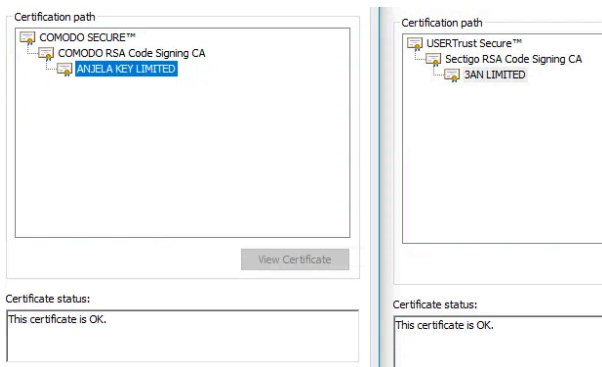 Certification path
COMODO SECURE™
COMODO RSA Code Signing CA
ANJELA KEY LIMITED
View Certificate
Certificate status:
This certificate is OK.
Certification path
USERTrust Secure™
Sectigo RSA Code Signing CA
3AN LIMITED
Certificate status:
This certificate is OK.